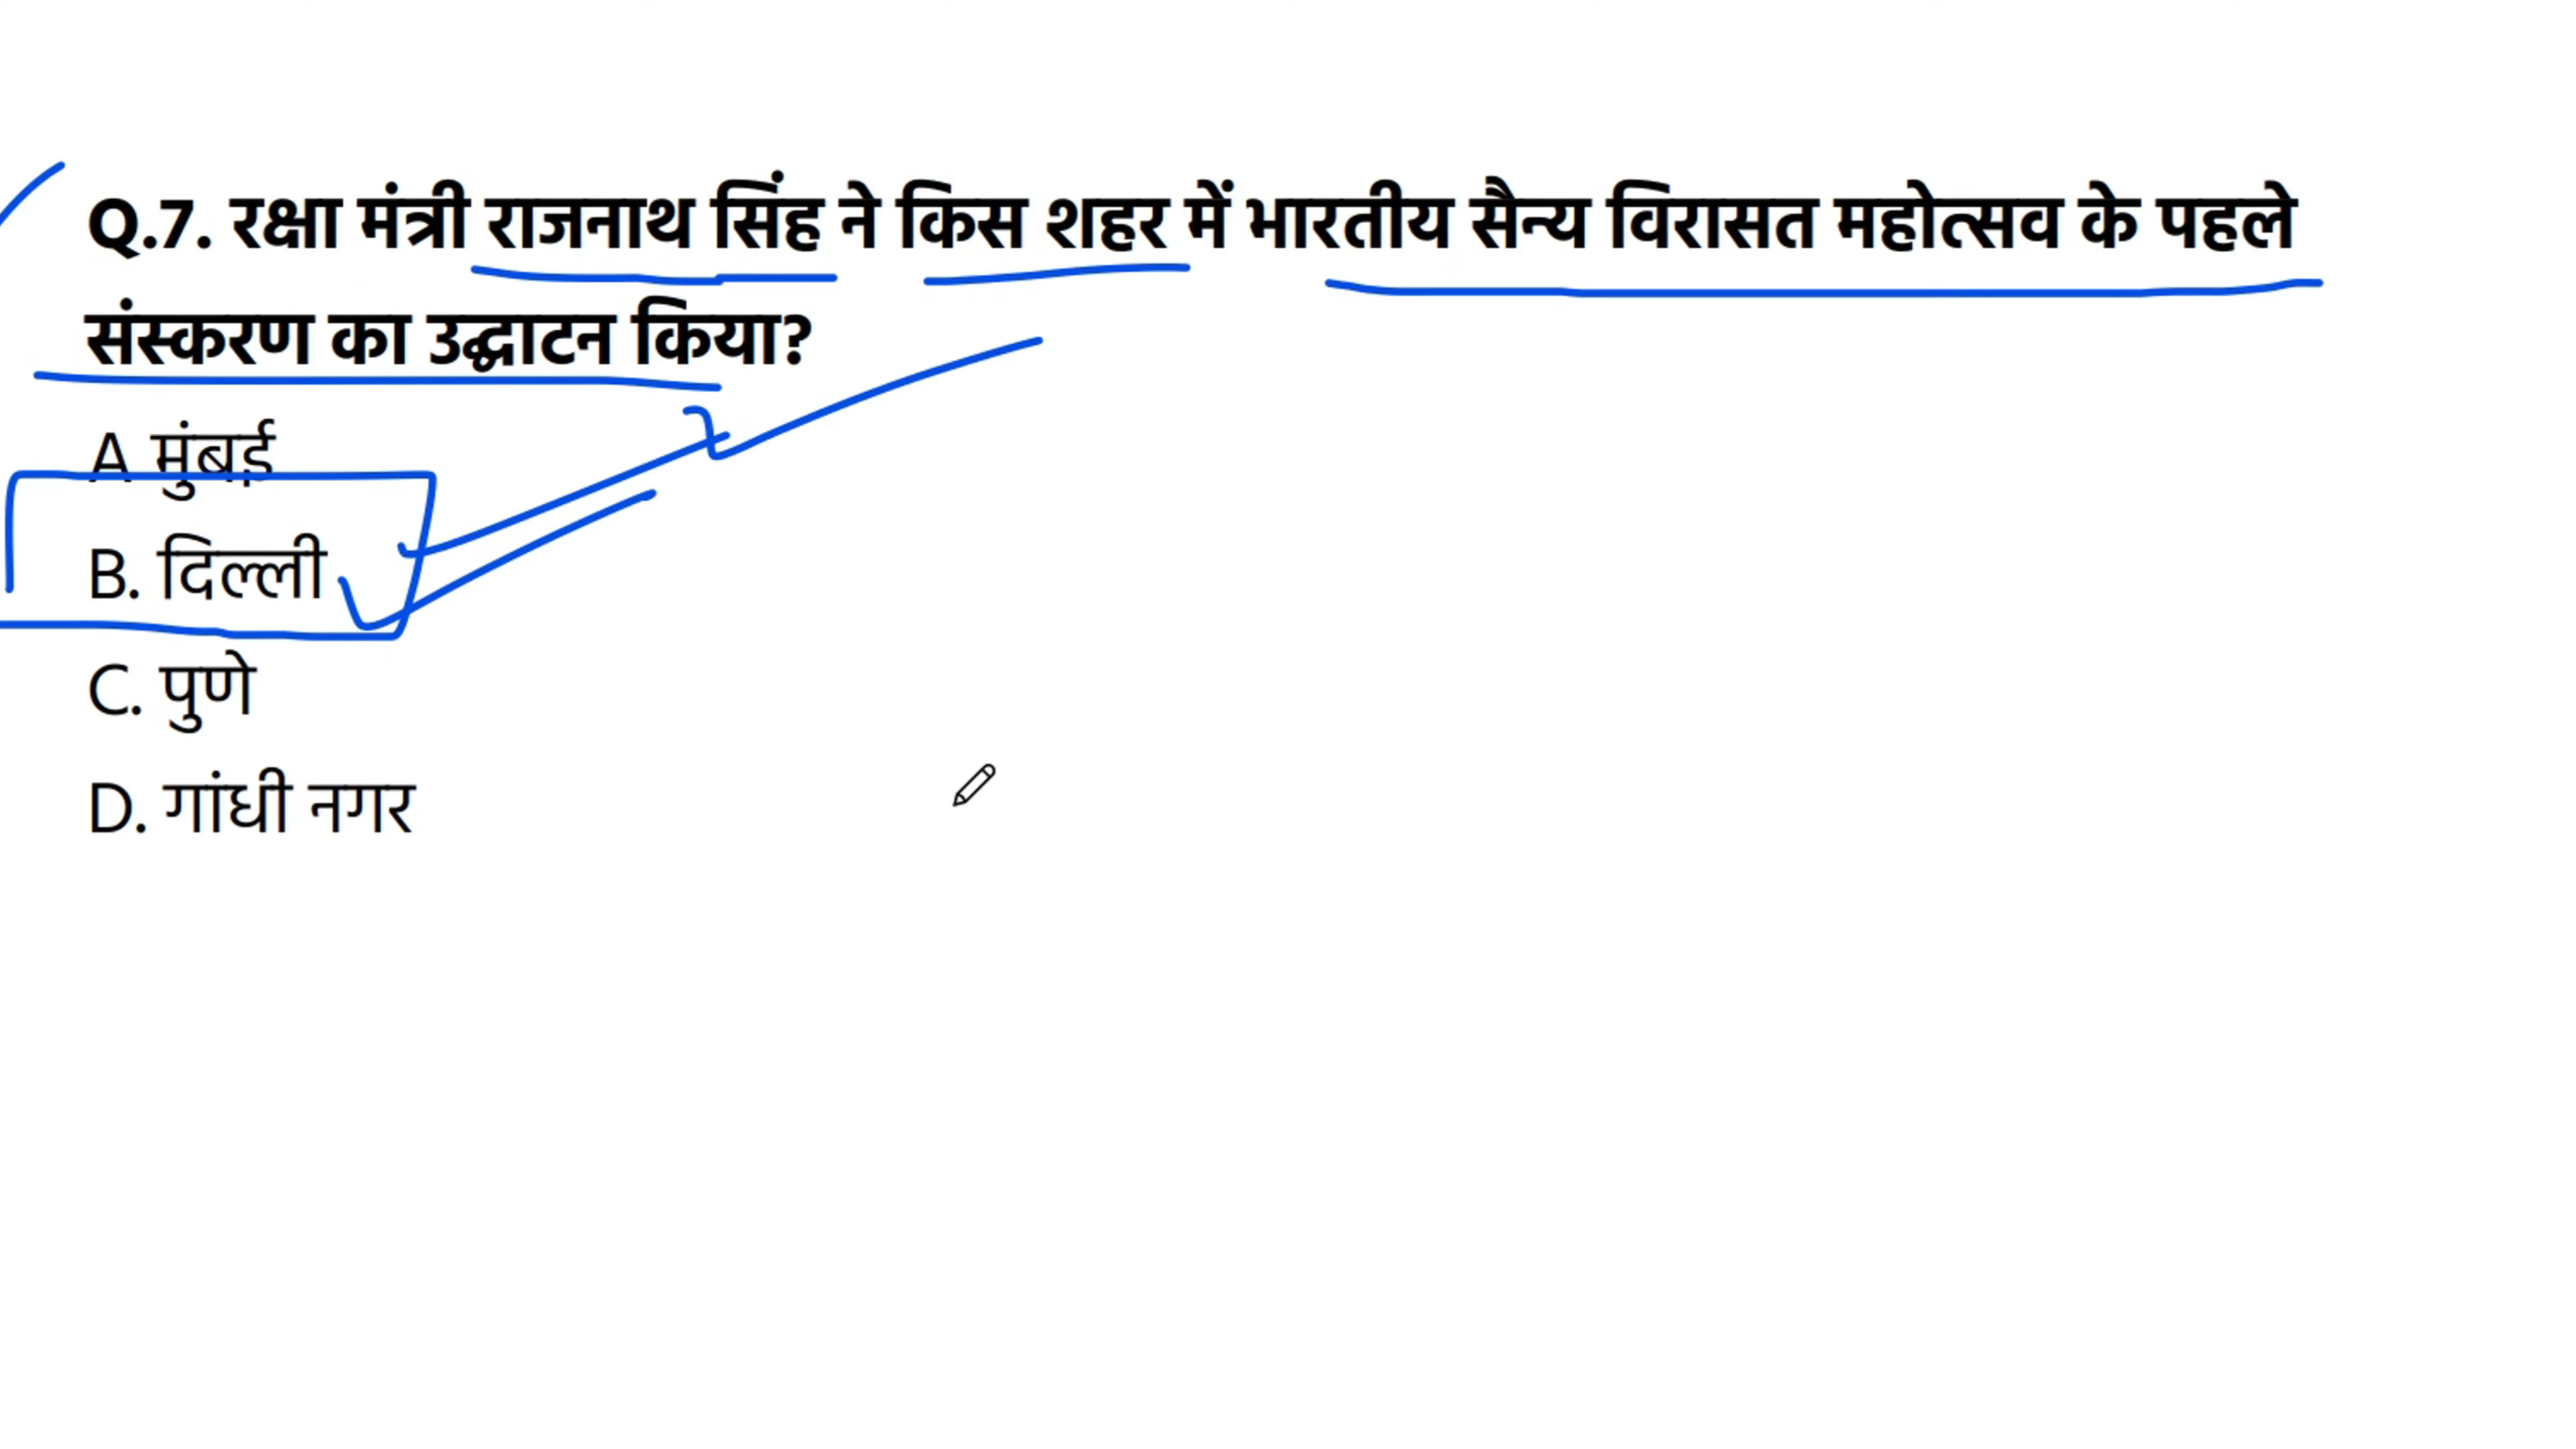 Q.7. रक्षा मंत्री राजनाथ सिंह ने किस शहर में भारतीय सैन्य विरासत महोत्सव के पहले
संस्करण का उद्घाटन किया?
A मुंबई
B. दिल्ली
C. पुणे
D. गांधी नगर